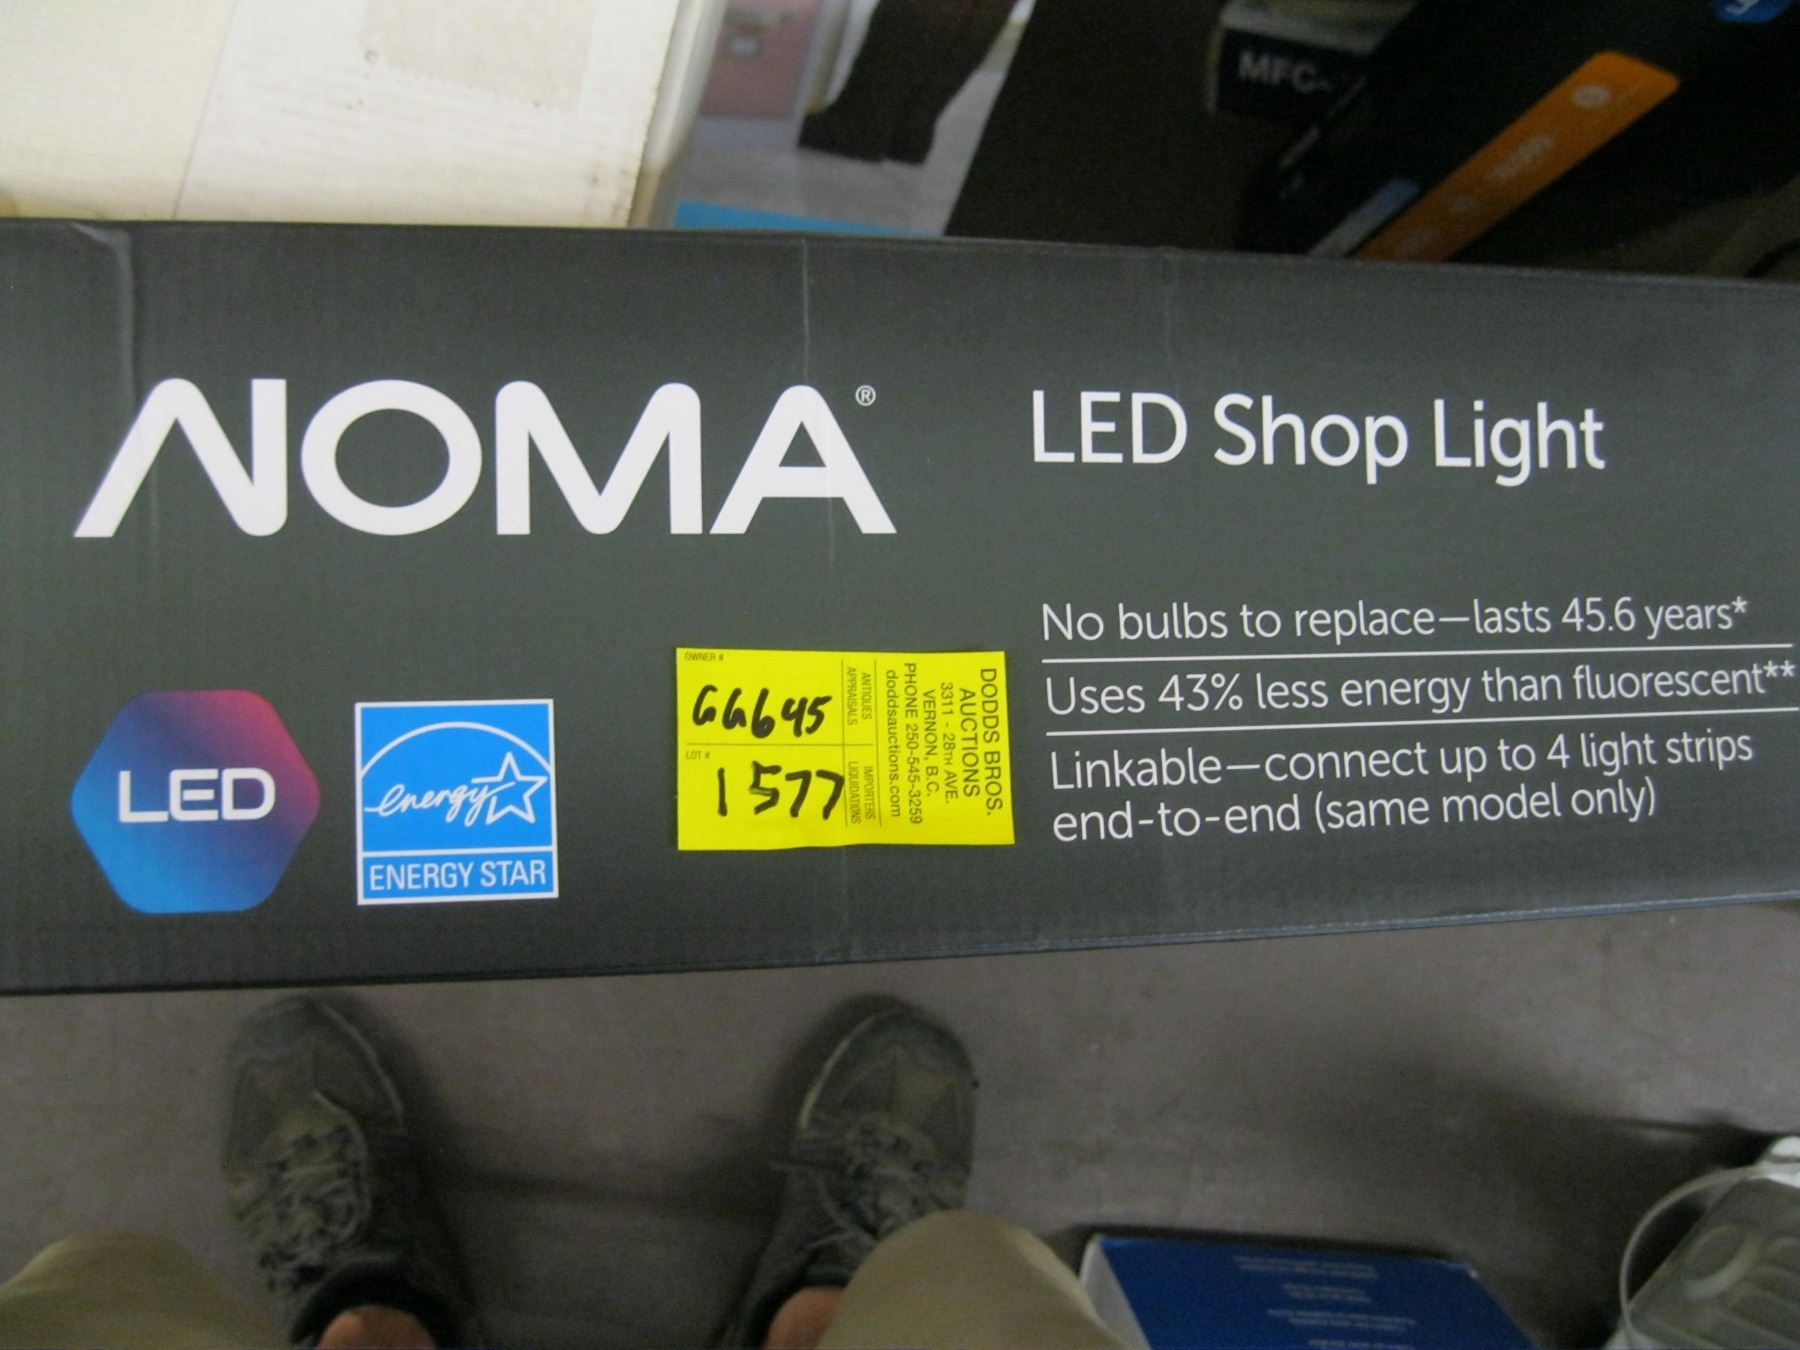 MFC-
NOMA®
LED Shop Light
No bulbs to replace—lasts 45.6 years*
Uses 43% less energy than fluorescent**
Linkable—connect up to 4 light strips
end-to-end (same model only)
LED
energy
ENERGY STAR
OWNER #
GG645
LOT #
1577
ANTIQUES
APPRAISALS
IMPORTERS
LIQUIDATIONS
DODDS BROS.
AUCTIONS
3311 - 28TH AVE.
VERNON, B.C.
PHONE 250-545-3259
doddsauctions.com